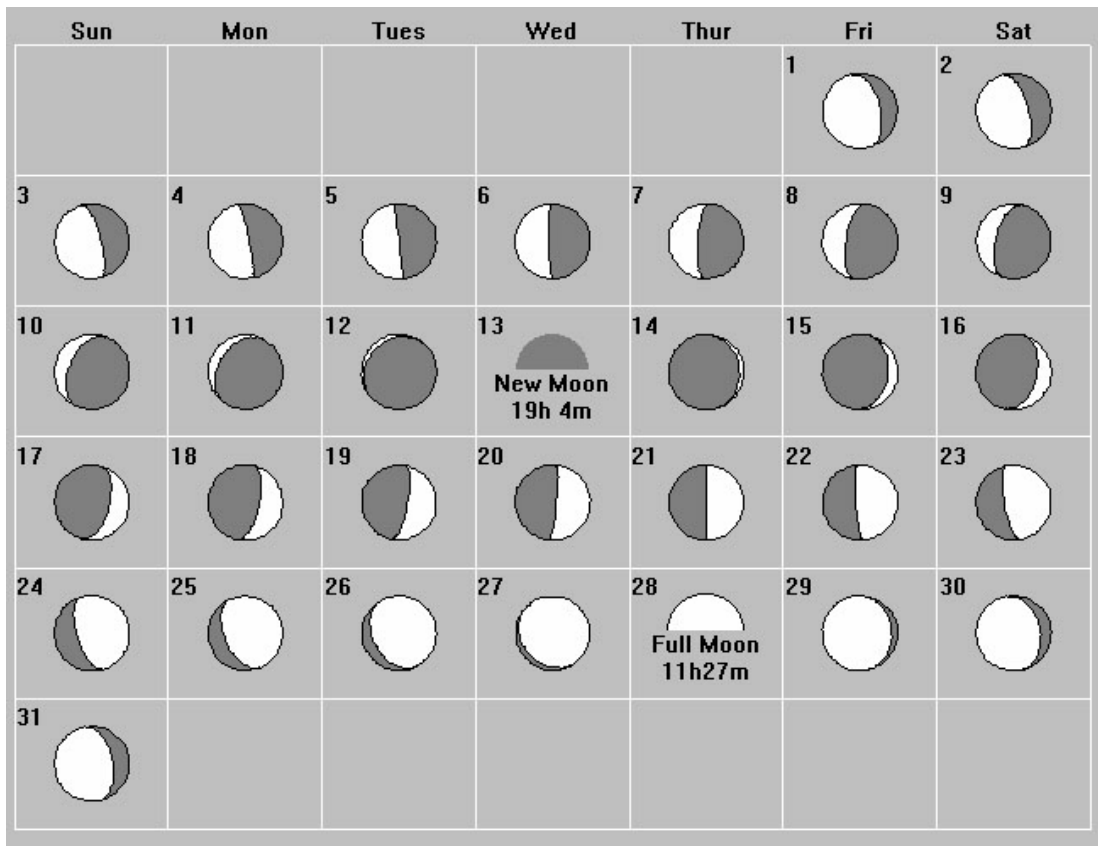 Sun Mon Tues Wed Thur Fri Sat
1 2
3 4 5 6 7 8 9
10 11 12 13 14 15 16
New Moon
19h 4m
17 18 19 20 21 22 23
24 25 26 27 28 29 30
Full Moon
11h27m
31